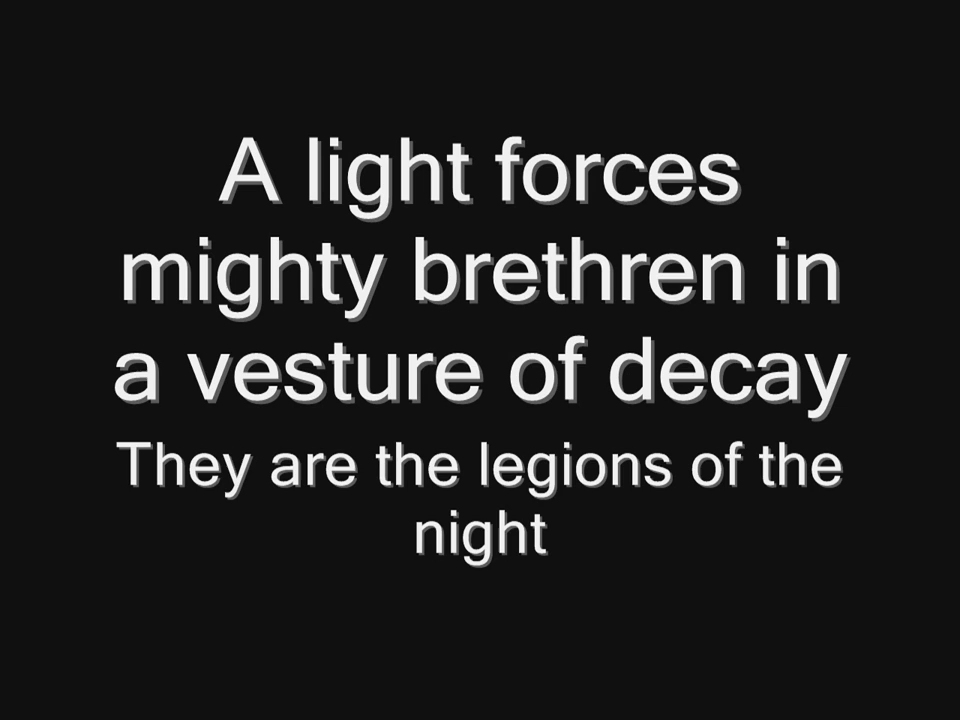 A light forces
mighty brethren in
a vesture of decay
They are the legions of the
night